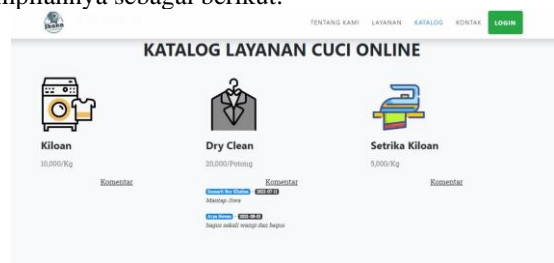 mpilannya sebagai berikut:
TENTANG KAMI LAYANAN KATALOG KONTAK LOGIN
KATALOG LAYANAN CUCI ONLINE
Kiloan
10,000/Kg
Komentar
Dry Clean
20,000/Potong
Komentar
Mantap Jiwa
bagus sekali wangi dan bagus
Setrika Kiloan
5,000/Kg
Komentar